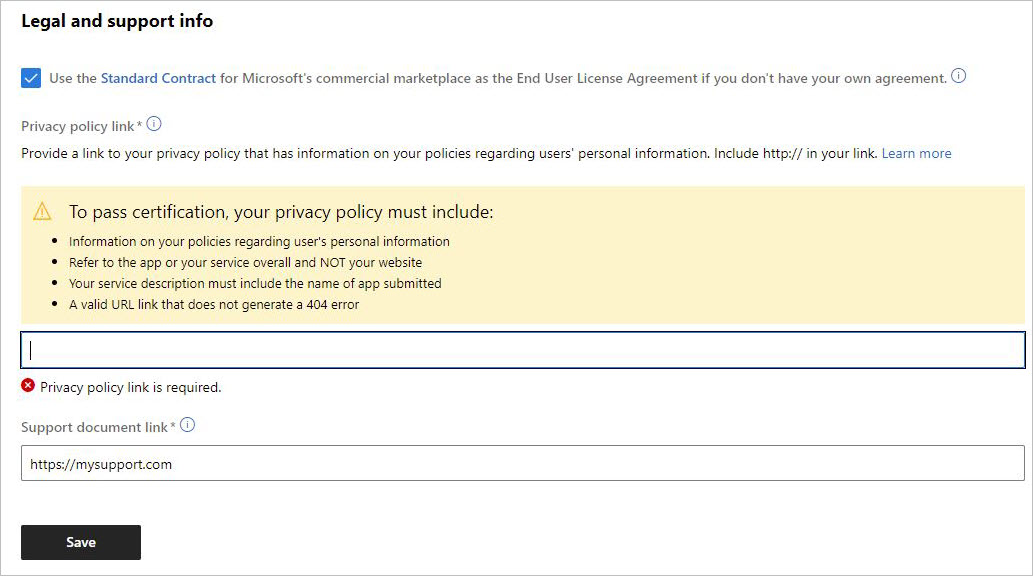 Legal and support info
Use the Standard Contract for Microsoft's commercial marketplace as the End User License Agreement if you don't have your own agreement.
Privacy policy link *
Provide a link to your privacy policy that has information on your policies regarding users' personal information. Include http:// in your link. Learn more
To pass certification, your privacy policy must include:
• Information on your policies regarding user's personal information
• Refer to the app or your service overall and NOT your website
• Your service description must include the name of app submitted
• A valid URL link that does not generate a 404 error
Privacy policy link is required.
Support document link *
https://mysupport.com
Save